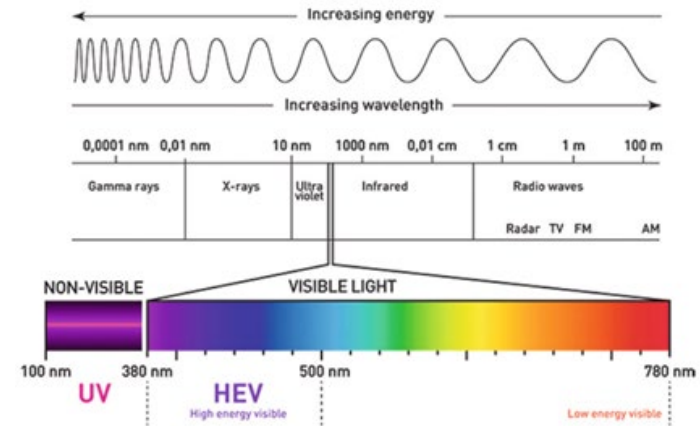 Increasing energy
Increasing wavelength
0,0001 nm 0,01 nm 10 nm 1000 nm 0,01 cm 1 cm 1 m 100 m
Gamma rays X-rays Ultra violet Infrared Radio waves
Radar TV FM AM
NON-VISIBLE VISIBLE LIGHT
100 nm 380 nm 500 nm 780 nm
UV HEV
High energy visible Low energy visible